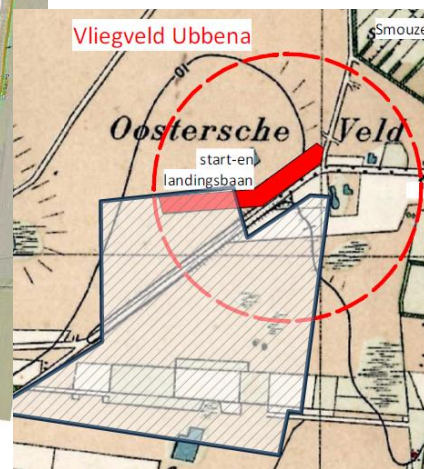 Vliegveld Ubbena
Smouze
Oostersche Veld
start-en
landingsbaan
10